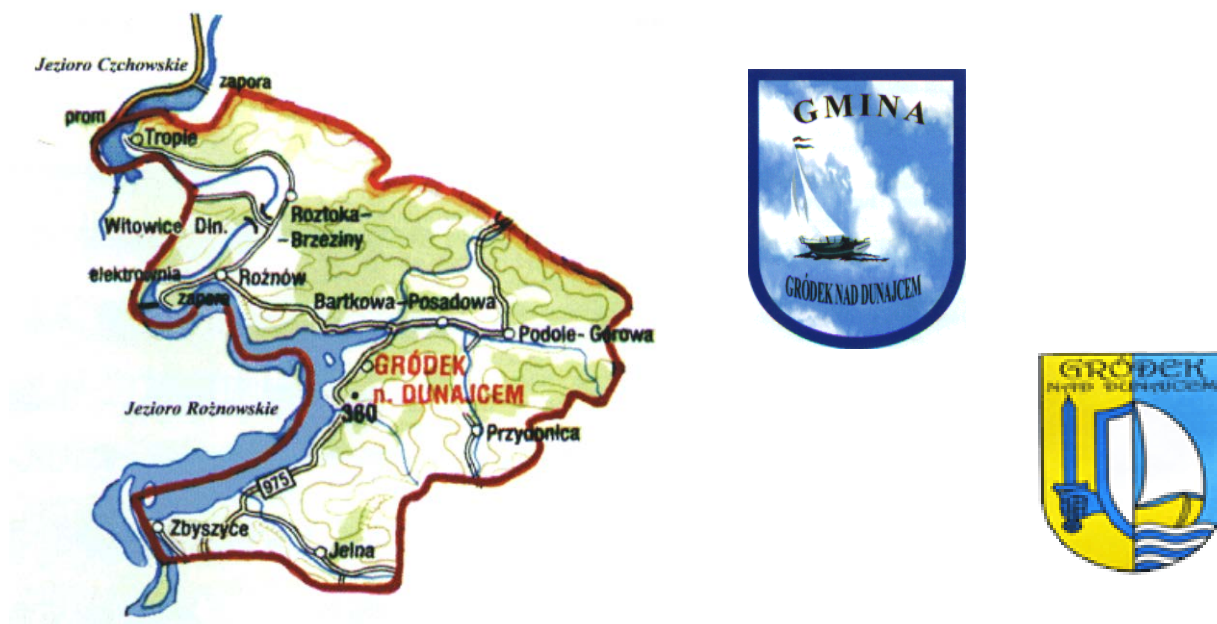 Jezioro Czchowskie
zapora
prom
Tropie
Witowice Dln.
Roztoka-
-Brzeziny
elektrownia
Rożnów
zapora
Bartkowa-Posadowa
Podole-Górowa
GRÓDEK
n. DUNAJCEM
380
Jezioro Rożnowskie
Przydonica
975
Zbyszyce
Jelna
GMINA
GRÓDEK NAD DUNAJCEM
GRÓDEK
NAD DUNAJCEM